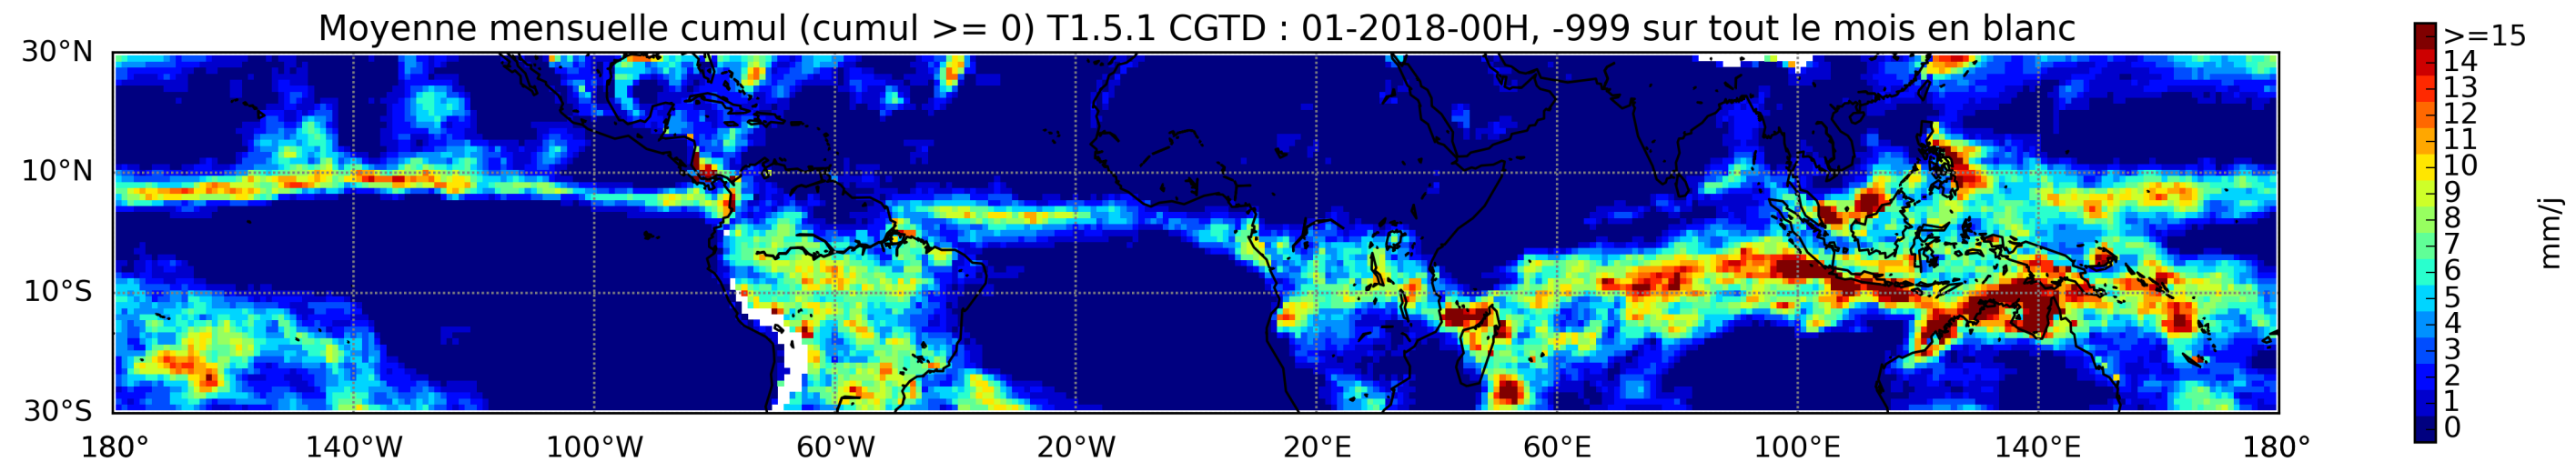 Moyenne mensuelle cumul (cumul >= 0) T1.5.1 CGTD : 01-2018-00H, -999 sur tout le mois en blanc
30°N
10°N
10°S
30°S
180° 140°W 100°W 60°W 20°W 20°E 60°E 100°E 140°E 180°
>=15
14
13
12
11
10
9
8
7
6
5
4
3
2
1
0
mm/j